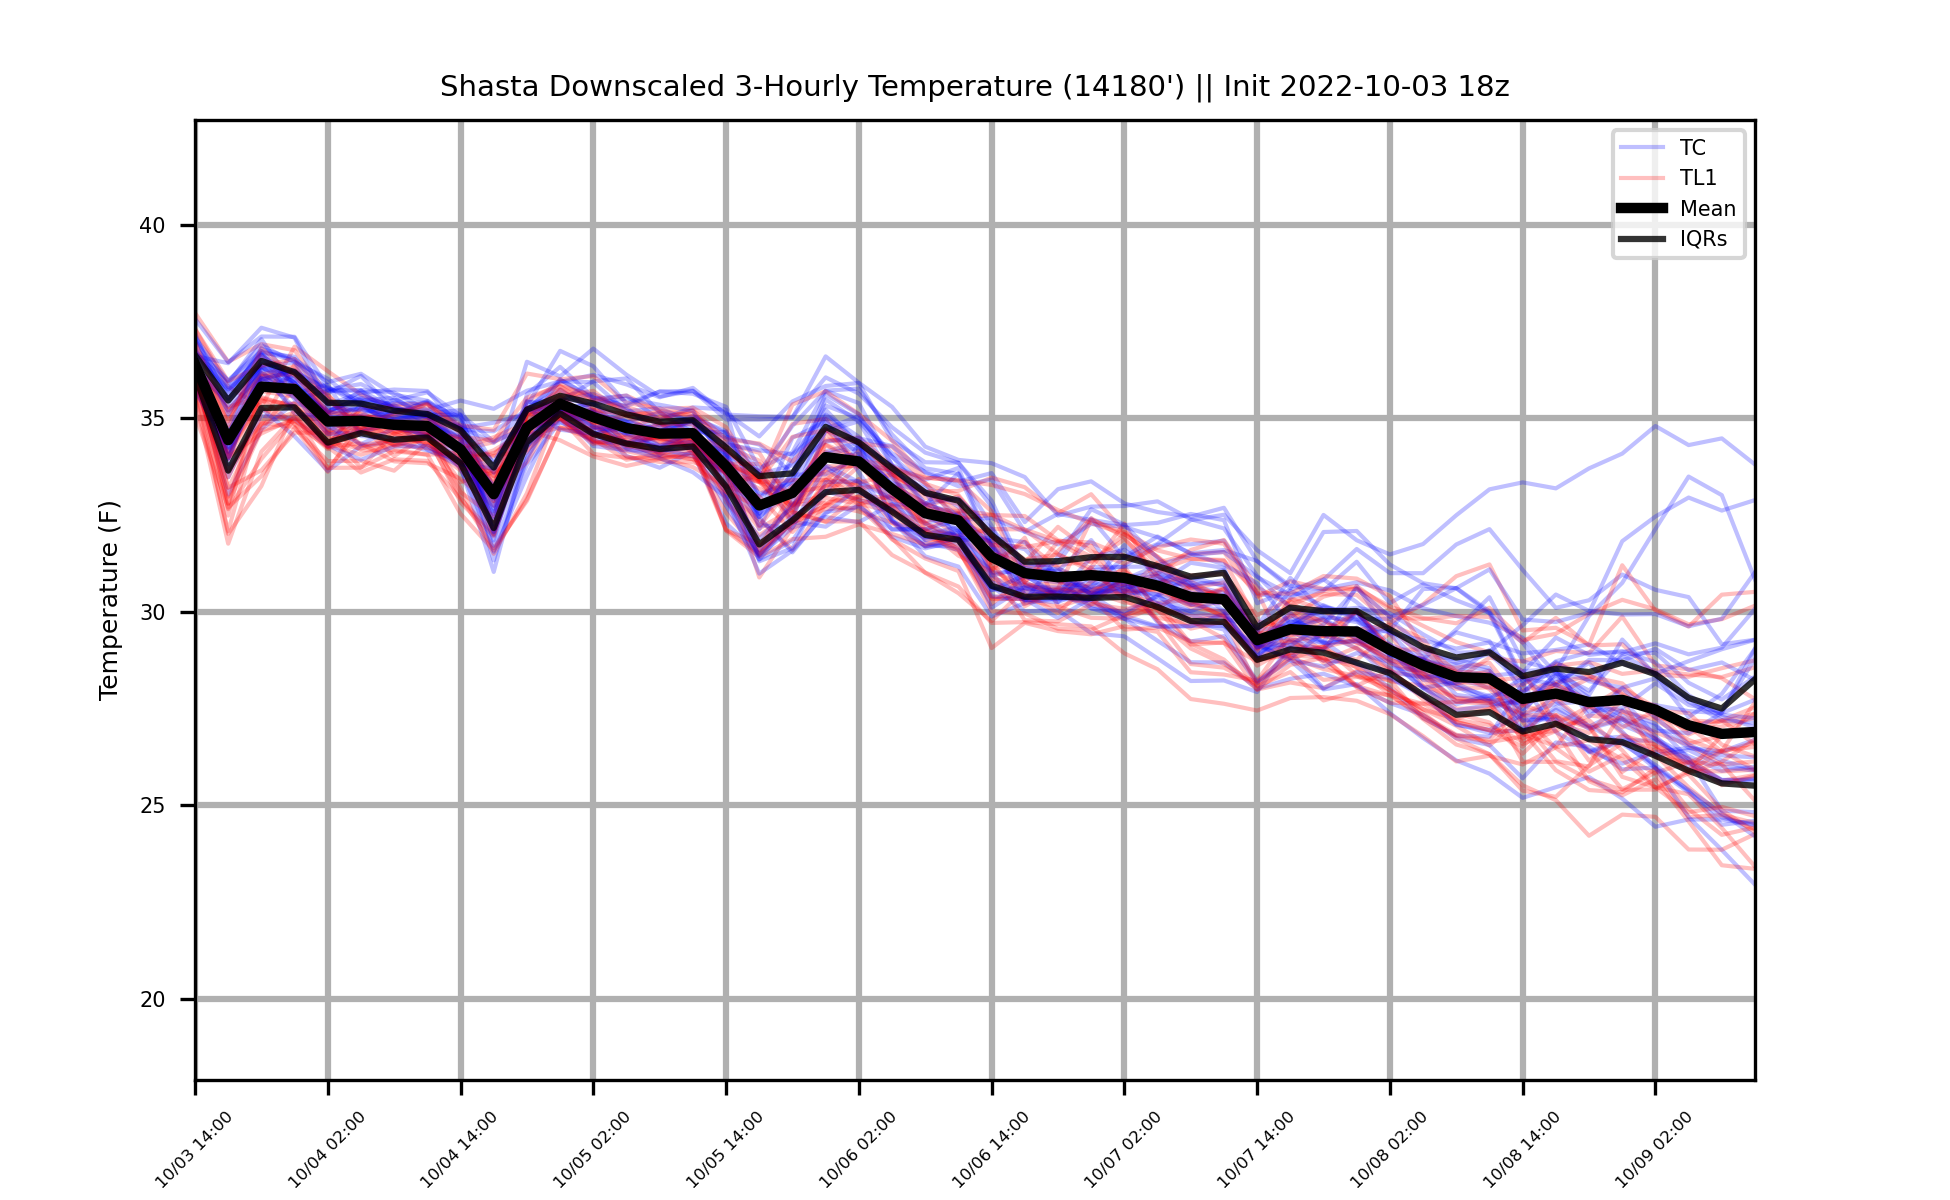 Shasta Downscaled 3-Hourly Temperature (14180') || Init 2022-10-03 18z
TC
TL1
Mean
IQRs
Temperature (F)
40
35
30
25
20
10/03 14:00
10/04 02:00
10/04 14:00
10/05 02:00
10/05 14:00
10/06 02:00
10/06 14:00
10/07 02:00
10/07 14:00
10/08 02:00
10/08 14:00
10/09 02:00